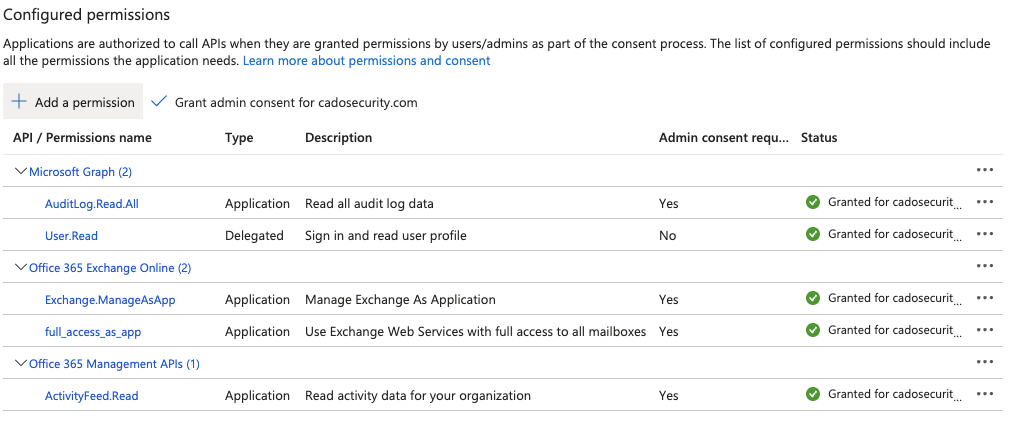 Configured permissions
Applications are authorized to call APIs when they are granted permissions by users/admins as part of the consent process. The list of configured permissions should include
all the permissions the application needs. Learn more about permissions and consent
Add a permission Grant admin consent for cadosecurity.com
API / Permissions name Type Description Admin consent requ... Status
Microsoft Graph (2) ...
AuditLog.Read.All Application Read all audit log data Yes Granted for cadosecurit... ...
User.Read Delegated Sign in and read user profile No Granted for cadosecurit... ...
Office 365 Exchange Online (2) ...
Exchange.ManageAsApp Application Manage Exchange As Application Yes Granted for cadosecurit... ...
full_access_as_app Application Use Exchange Web Services with full access to all mailboxes Yes Granted for cadosecurit... ...
Office 365 Management APIs (1) ...
ActivityFeed.Read Application Read activity data for your organization Yes Granted for cadosecurit... ...